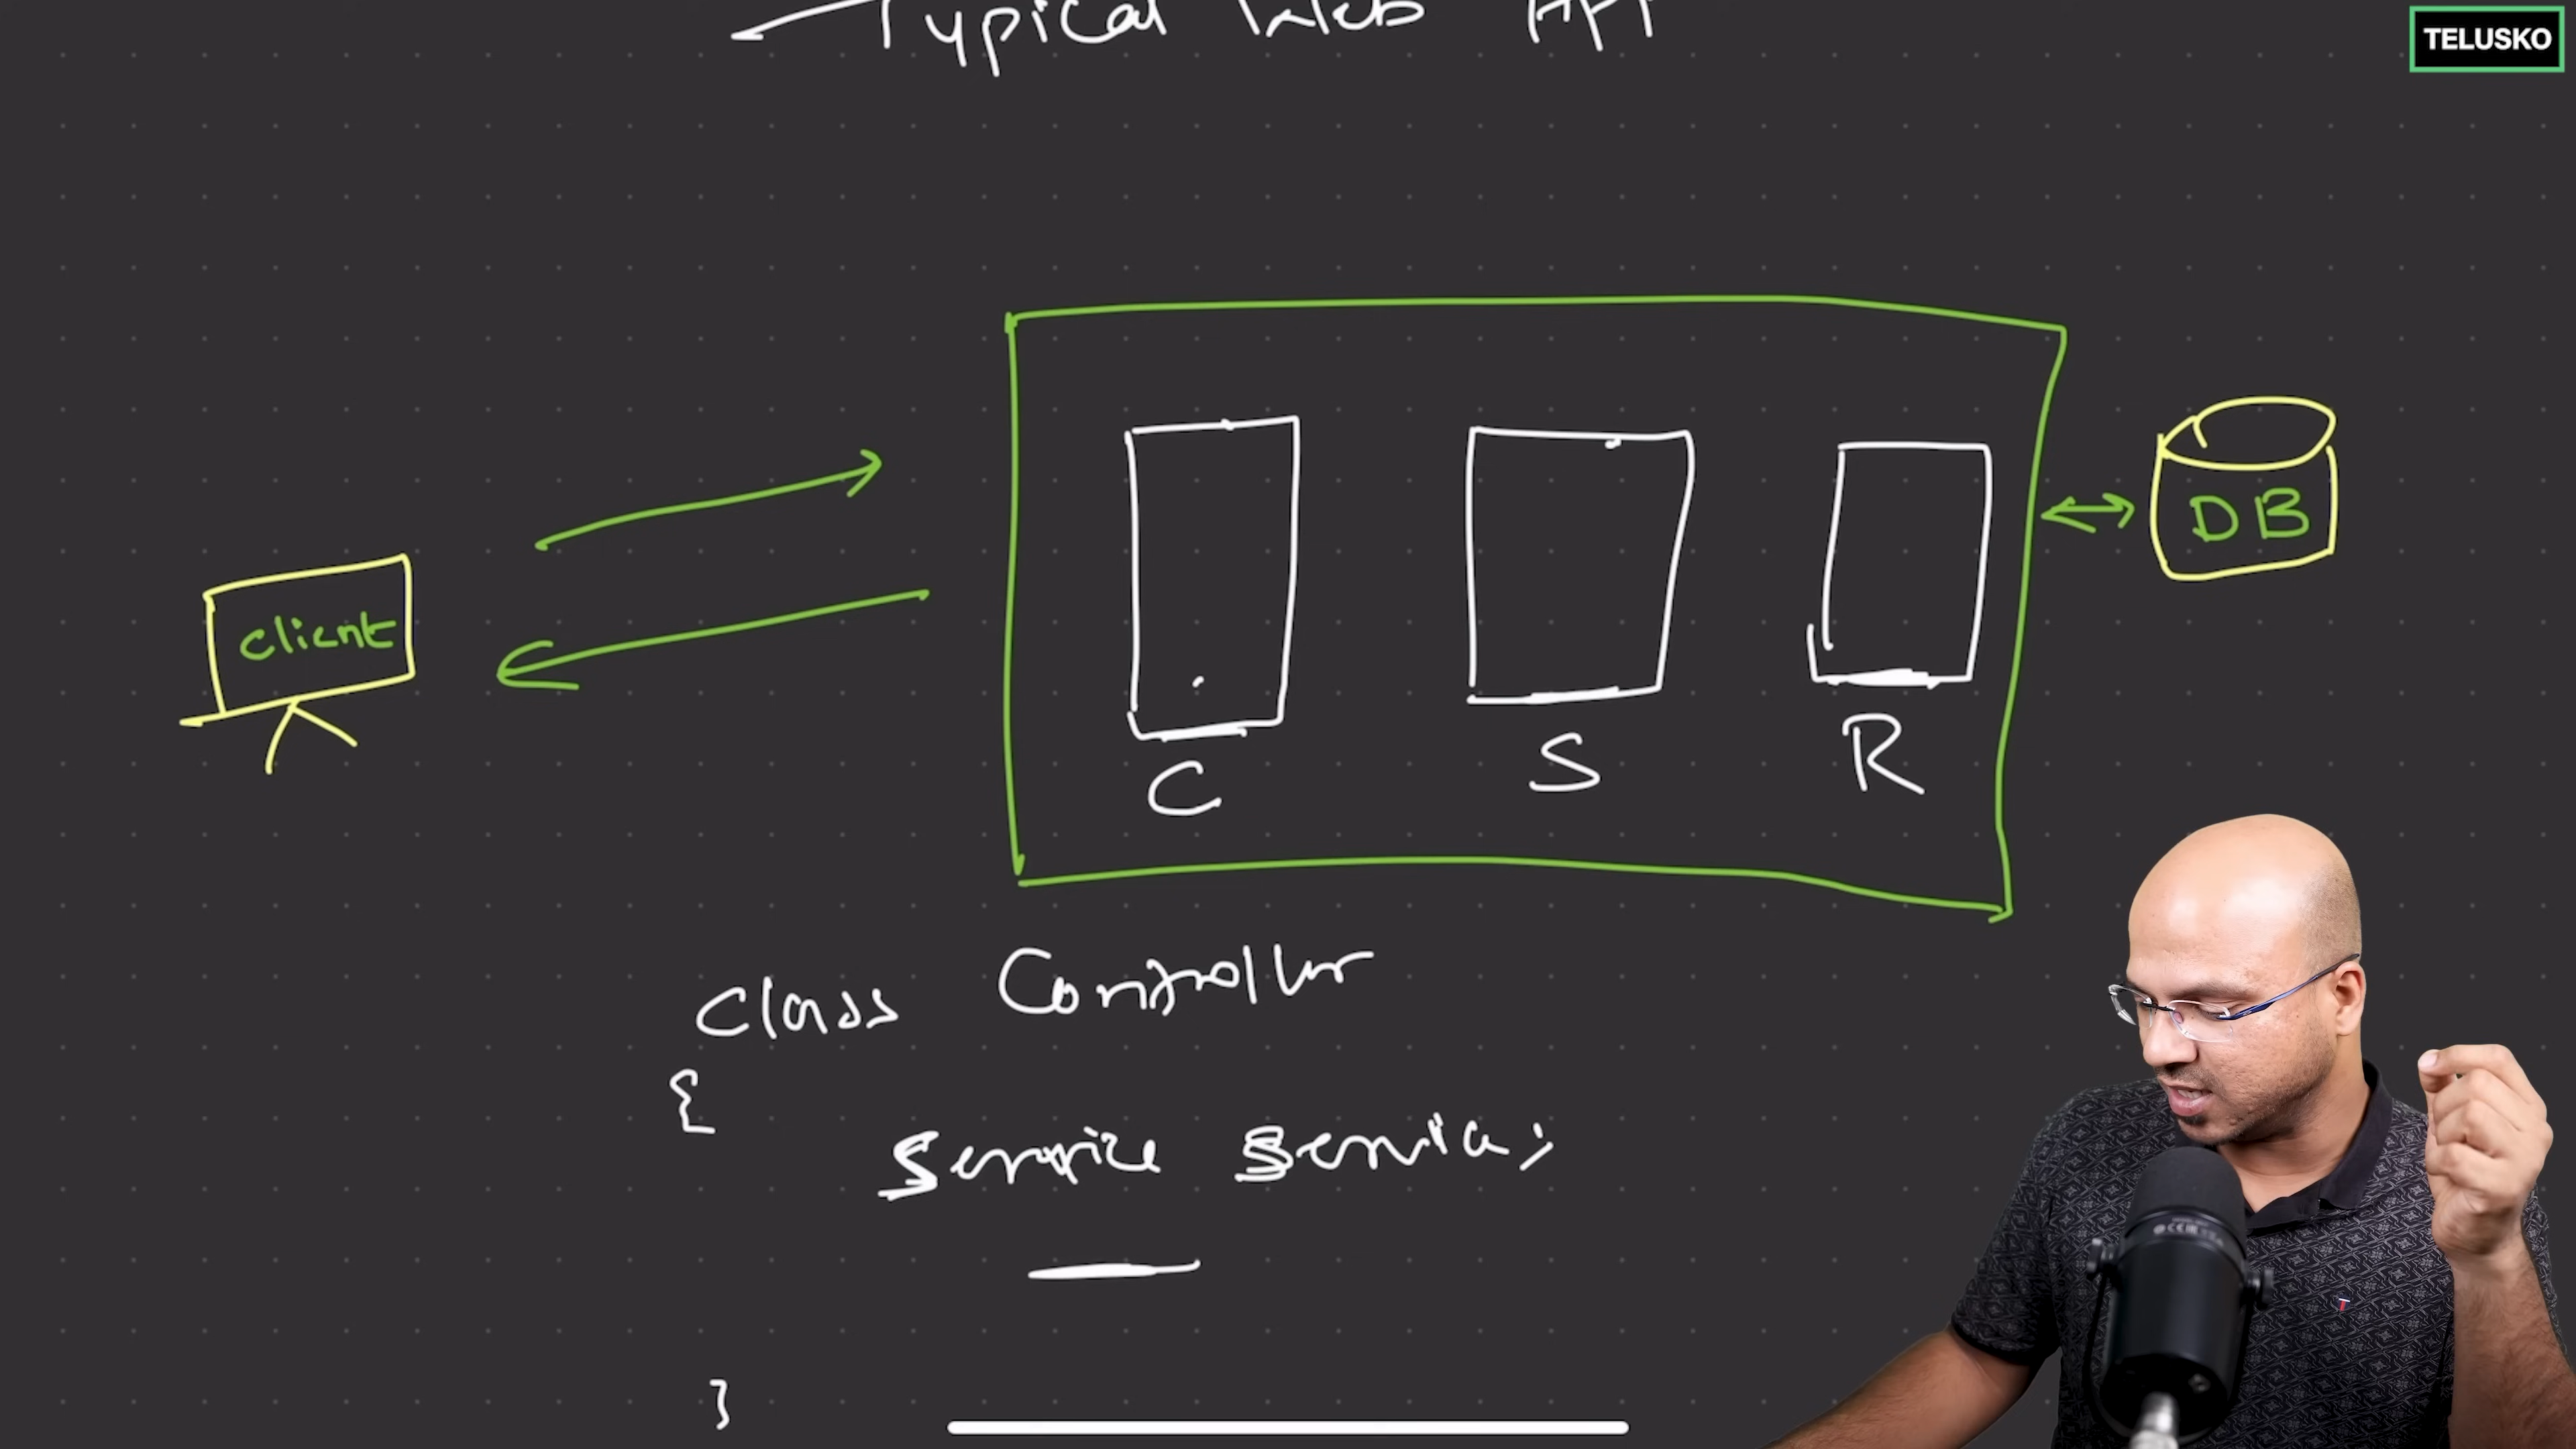 Typical Web API
TELUSKO
client
DB
C S R
Class Controller
{
Service Service;
}